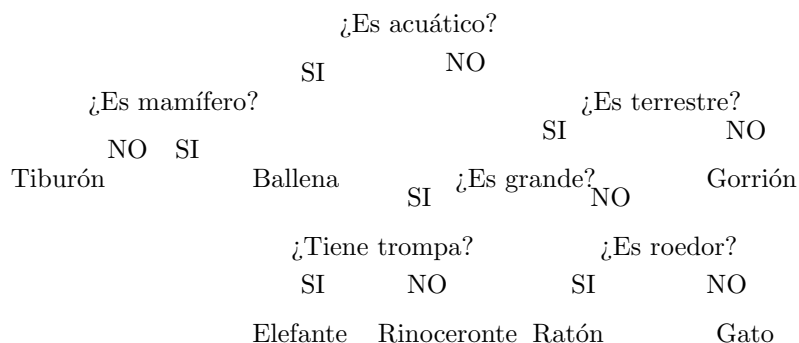 ¿Es acuático?
SI NO
¿Es mamífero? ¿Es terrestre?
SI NO
NO SI
Tiburón Ballena ¿Es grande? Gorrión
SI NO
¿Tiene trompa? ¿Es roedor?
SI NO SI NO
Elefante Rinoceronte Ratón Gato